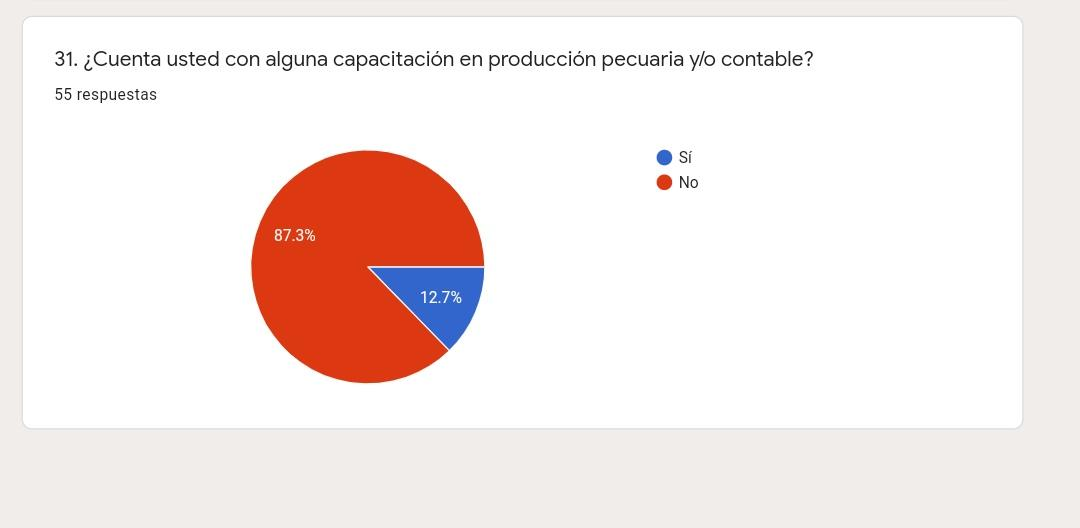 31. ¿Cuenta usted con alguna capacitación en producción pecuaria y/o contable?
55 respuestas
Sí
No
87.3%
12.7%